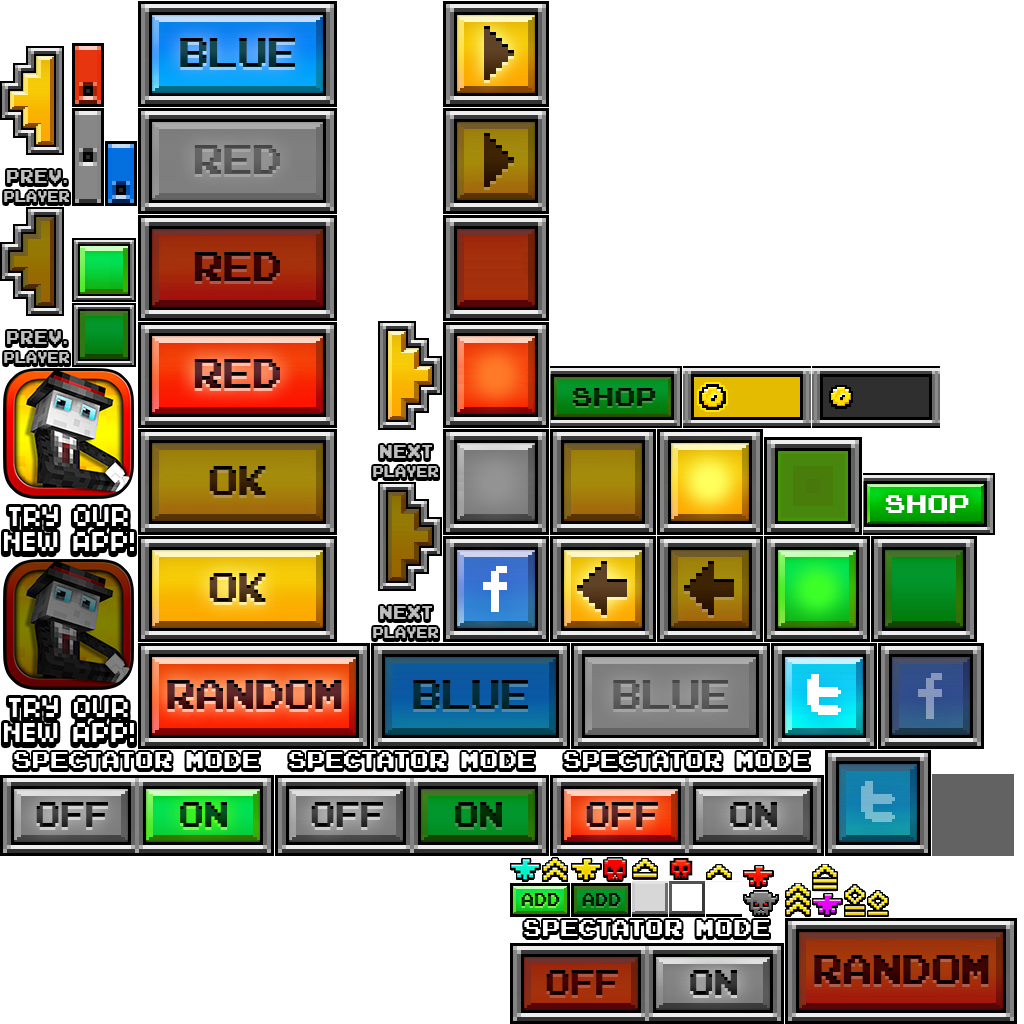 BLUE
PREV.
PLAYER
RED
RED
PREV.
PLAYER
RED
SHOP
OK
NEXT
PLAYER
SHOP
TRY OUR
NEW APP!
OK
f
NEXT
PLAYER
RANDOM
BLUE
BLUE
t
f
TRY OUR
NEW APP!
SPECTATOR MODE
SPECTATOR MODE
SPECTATOR MODE
OFF
ON
OFF
ON
OFF
ON
t
ADD
ADD
SPECTATOR MODE
OFF
ON
RANDOM